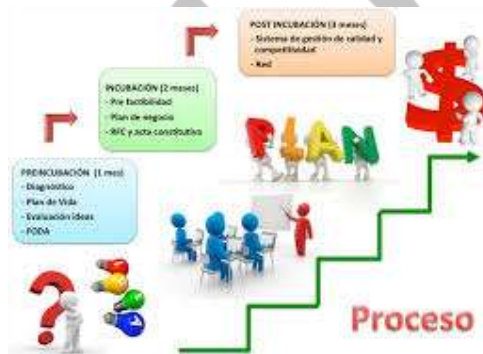 POST INCUBACIÓN (3 meses)
- Sistema de gestión de calidad y
competitividad
- Red
INCUBACIÓN (2 meses)
- Pre factibilidad
- Plan de negocio
- RFC y acta constitutiva
PLAN
PREINCUBACIÓN (1 mes)
- Diagnóstico
- Plan de Vida
- Evaluación ideas
- FODA
Proceso